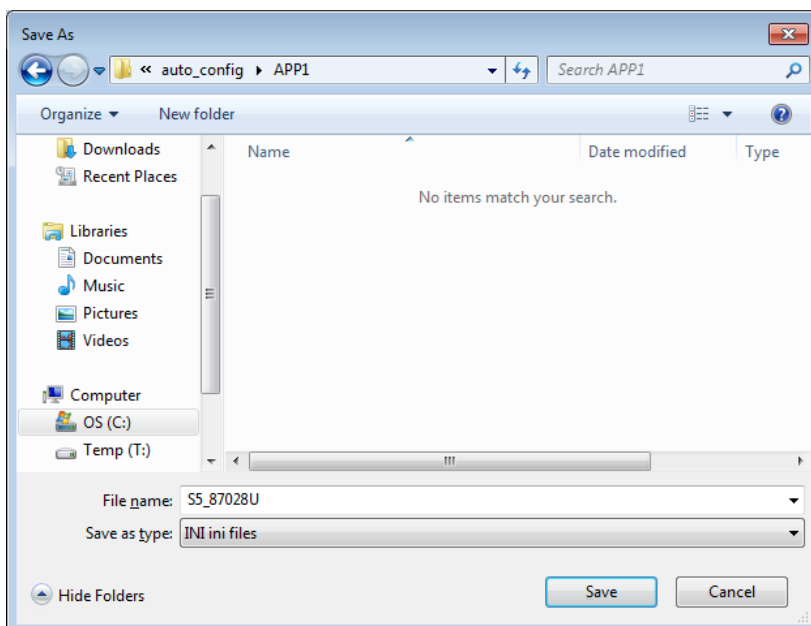 Save As
« auto_config ▸ APP1
Search APP1
Organize
New folder
Name
Date modified
Type
No items match your search.
Downloads
Recent Places
Libraries
Documents
Music
Pictures
Videos
Computer
OS (C:)
Temp (T:)
File name: S5_87028U
Save as type: INI ini files
Hide Folders
Save
Cancel